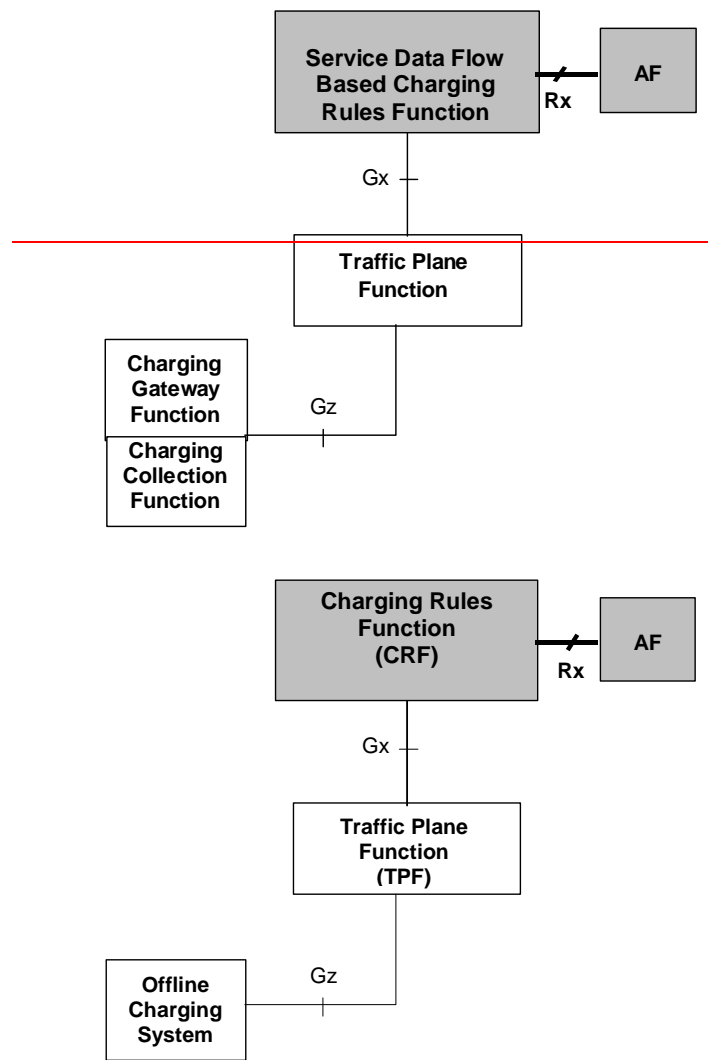 Service Data Flow
Based Charging
Rules Function
AF
Rx
Gx
Traffic Plane
Function
Charging
Gateway
Function
Gz
Charging
Collection
Function
Charging Rules
Function
(CRF)
AF
Rx
Gx
Traffic Plane
Function
(TPF)
Gz
Offline
Charging
System